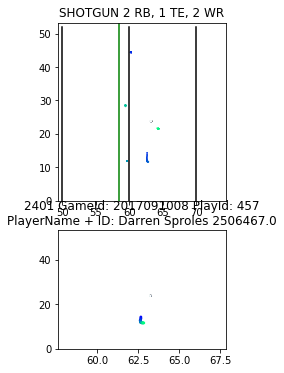 SHOTGUN 2 RB, 1 TE, 2 WR
50
40
30
20
10
0
50 55 60 65 70
2401 GameId: 2017091008 PlayId: 457
PlayerName + ID: Darren Sproles 2506467.0
40
20
0
60.0 62.5 65.0 67.5